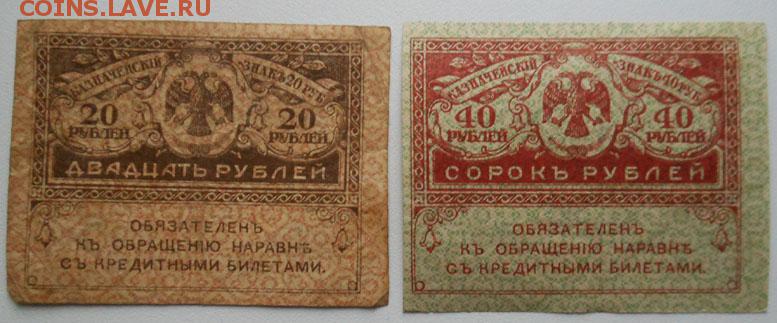 COINS.LAVE.RU
КАЗНАЧЕЙСКІЙ ЗНАКЪ 20 РУБ.
20 20
РУБЛЕЙ РУБЛЕЙ
ДВАДЦАТЬ РУБЛЕЙ
ОБЯЗАТЕЛЕНЪ
КЪ ОБРАЩЕНІЮ НАРАВНѢ
СЪ КРЕДИТНЫМИ БИЛЕТАМИ.
КАЗНАЧЕЙСКІЙ ЗНАКЪ 40 РУБ.
40 40
РУБЛЕЙ РУБЛЕЙ
СОРОКЪ РУБЛЕЙ
ОБЯЗАТЕЛЕНЪ
КЪ ОБРАЩЕНІЮ НАРАВНѢ
СЪ КРЕДИТНЫМИ БИЛЕТАМИ.